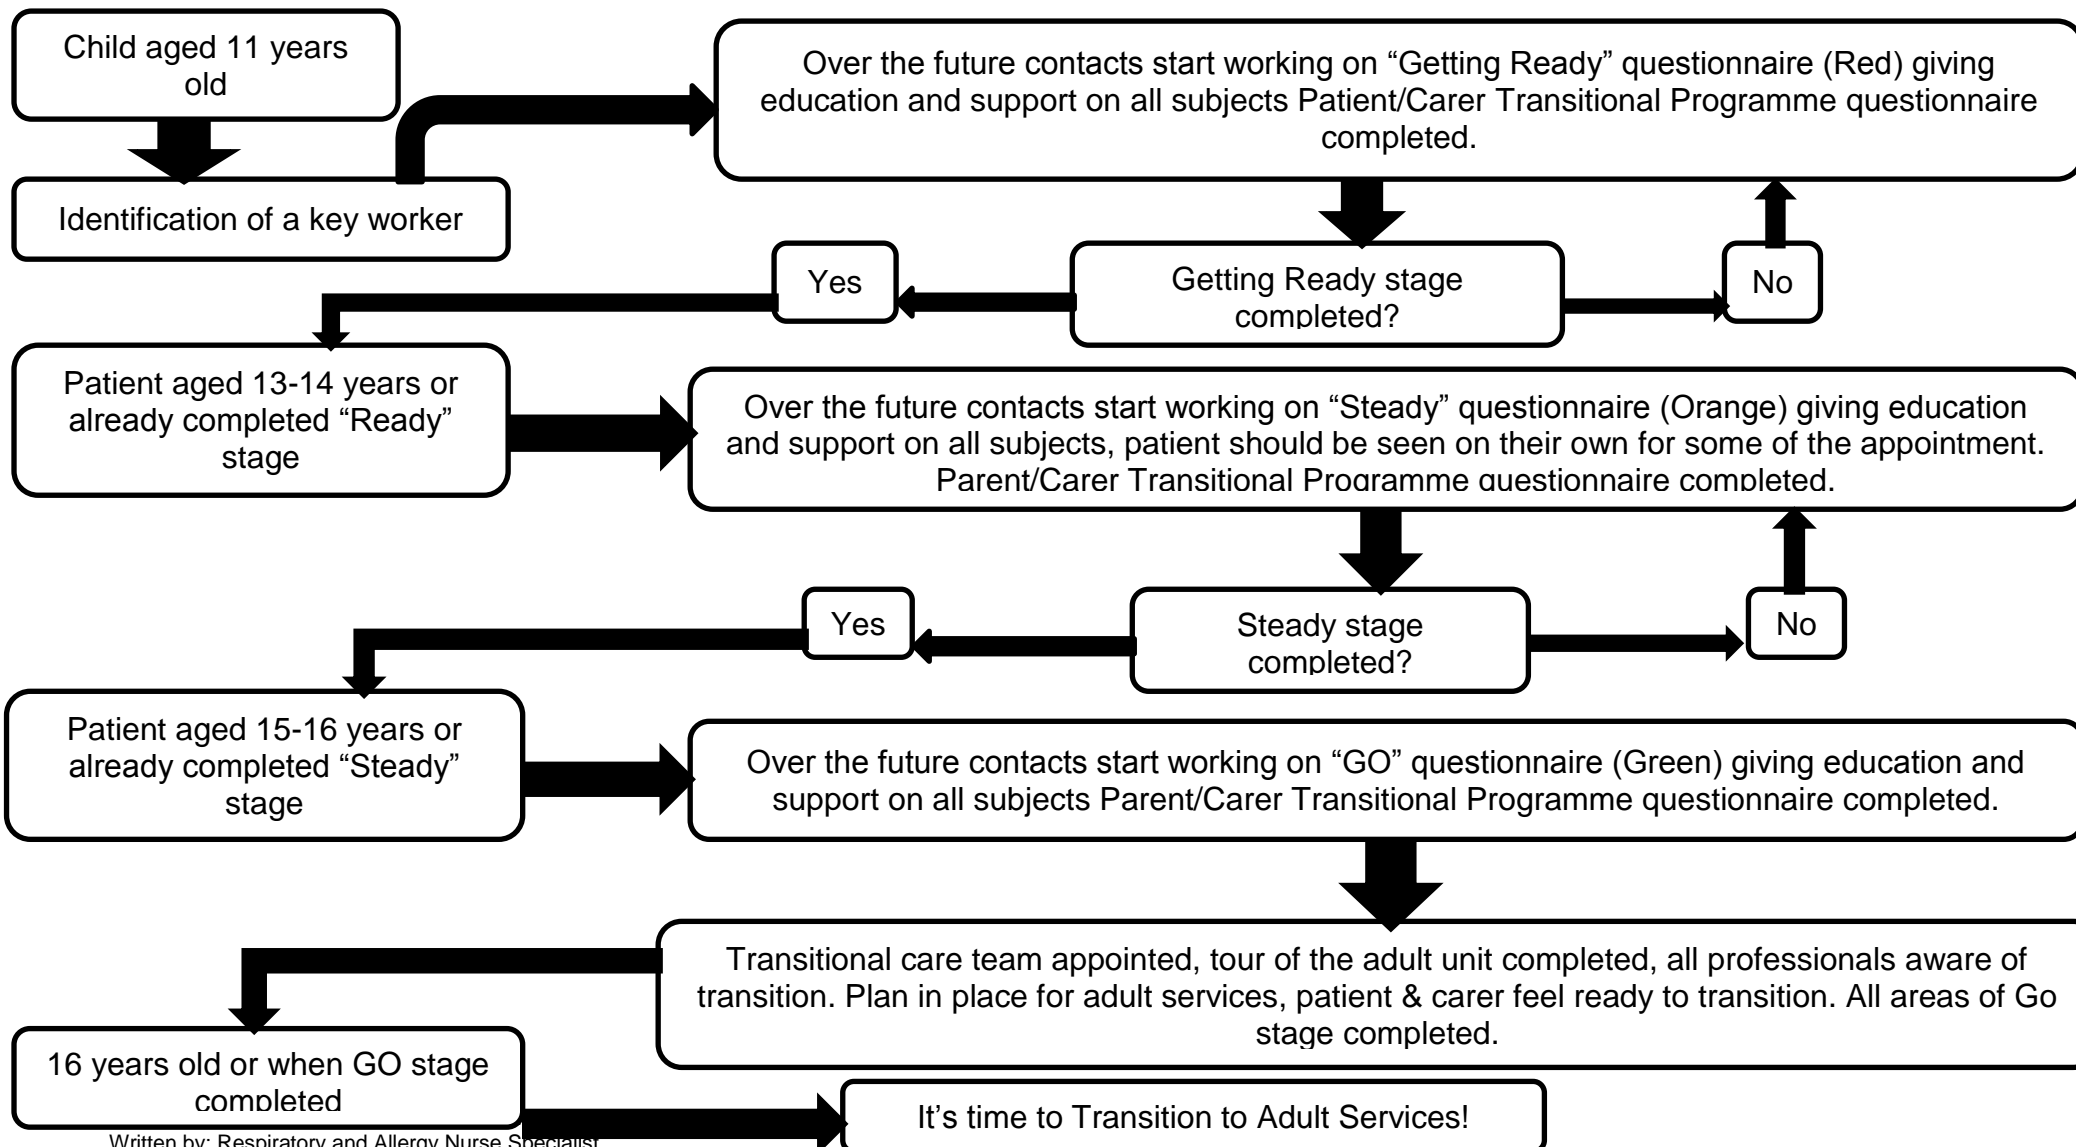 Child aged 11 years
old
Over the future contacts start working on “Getting Ready” questionnaire (Red) giving
education and support on all subjects Patient/Carer Transitional Programme questionnaire
completed.
Identification of a key worker
Yes
Getting Ready stage
completed?
No
Patient aged 13-14 years or
already completed “Ready”
stage
Over the future contacts start working on “Steady” questionnaire (Orange) giving education
and support on all subjects, patient should be seen on their own for some of the appointment.
Parent/Carer Transitional Programme questionnaire completed.
Yes
Steady stage
completed?
No
Patient aged 15-16 years or
already completed “Steady”
stage
Over the future contacts start working on “GO” questionnaire (Green) giving education and
support on all subjects Parent/Carer Transitional Programme questionnaire completed.
Transitional care team appointed, tour of the adult unit completed, all professionals aware of
transition. Plan in place for adult services, patient & carer feel ready to transition. All areas of Go
stage completed.
16 years old or when GO stage
completed
It’s time to Transition to Adult Services!
Written by: Respiratory and Allergy Nurse Specialist